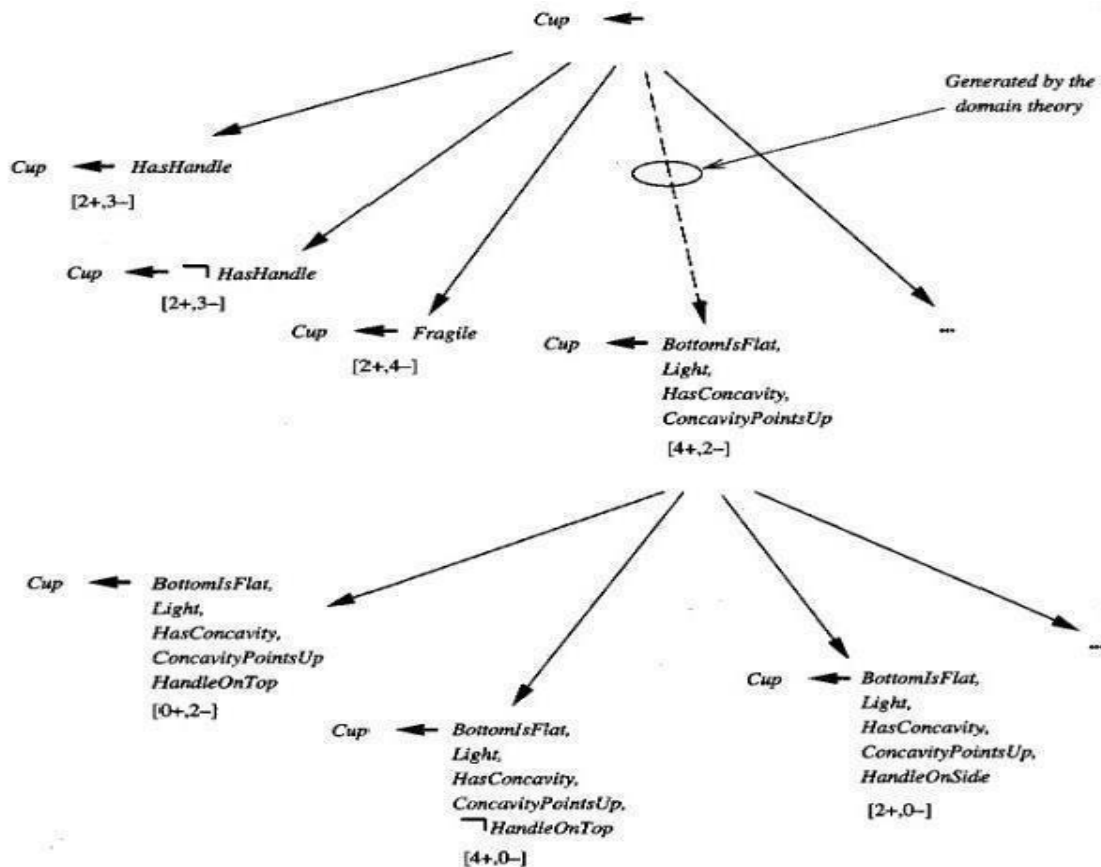 Cup ←
Generated by the
domain theory
Cup ← HasHandle
[2+,3–]
Cup ← ¬ HasHandle
[2+,3–]
Cup ← Fragile
[2+,4–]
...
Cup ← BottomIsFlat,
Light,
HasConcavity,
ConcavityPointsUp
[4+,2–]
Cup ← BottomIsFlat,
Light,
HasConcavity,
ConcavityPointsUp
HandleOnTop
[0+,2–]
Cup ← BottomIsFlat,
Light,
HasConcavity,
ConcavityPointsUp,
¬ HandleOnTop
[4+,0–]
Cup ← BottomIsFlat,
Light,
HasConcavity,
ConcavityPointsUp,
HandleOnSide
[2+,0–]
...